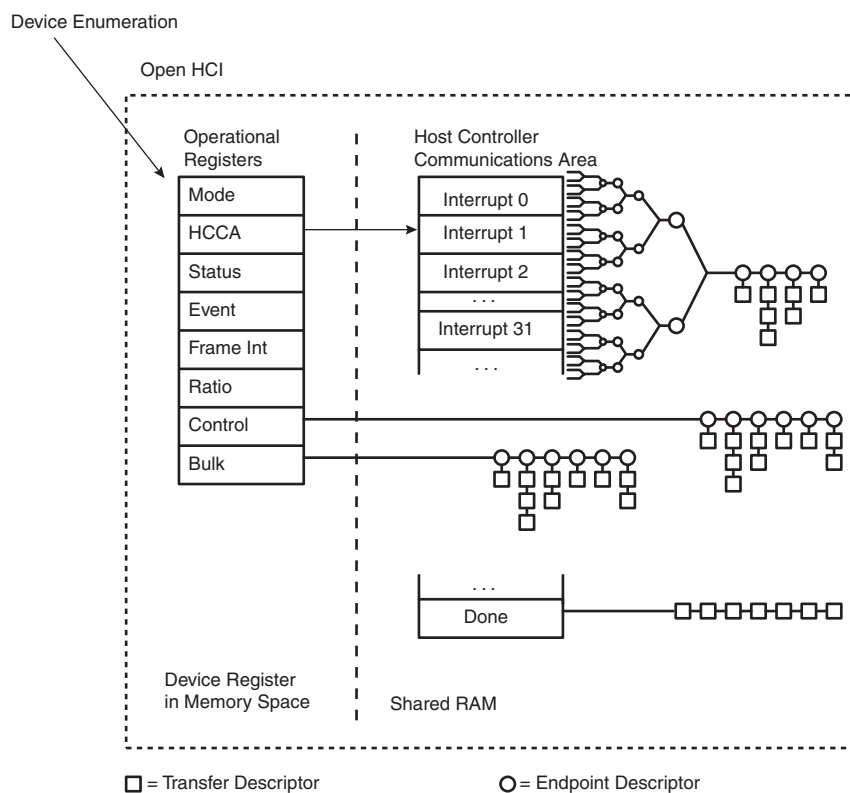 Device Enumeration
Open HCI
Operational
Registers
Mode
HCCA
Status
Event
Frame Int
Ratio
Control
Bulk
Host Controller
Communications Area
Interrupt 0
Interrupt 1
Interrupt 2
. . .
Interrupt 31
. . .
. . .
Done
Device Register
in Memory Space
Shared RAM
= Transfer Descriptor
= Endpoint Descriptor